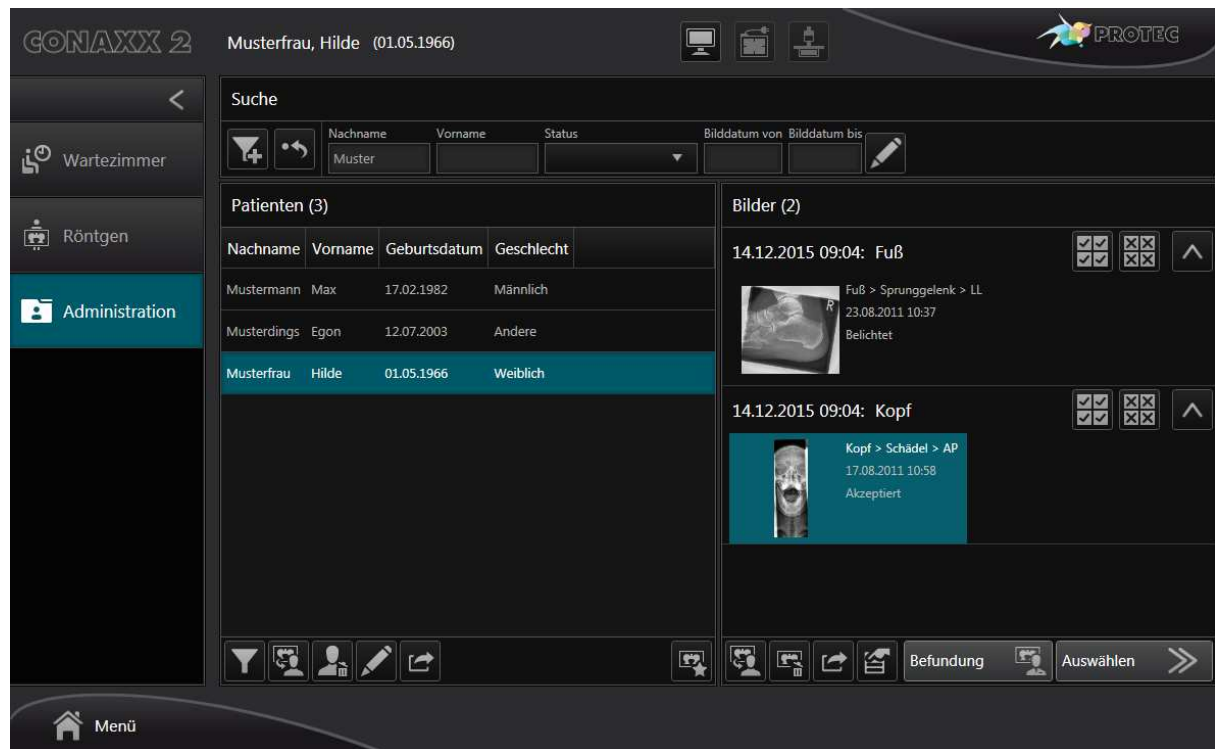 CONAXX 2
Musterfrau, Hilde (01.05.1966)
PROTEC
Suche
Nachname Vorname Status Bilddatum von Bilddatum bis
Muster
Wartezimmer
Röntgen
Administration
Patienten (3)
Nachname Vorname Geburtsdatum Geschlecht
Mustermann Max 17.02.1982 Männlich
Musterdings Egon 12.07.2003 Andere
Musterfrau Hilde 01.05.1966 Weiblich
Bilder (2)
14.12.2015 09:04: Fuß
R
Fuß > Sprunggelenk > LL
23.08.2011 10:37
Belichtet
14.12.2015 09:04: Kopf
Kopf > Schädel > AP
17.08.2011 10:58
Akzeptiert
Befundung
Auswählen
Menü